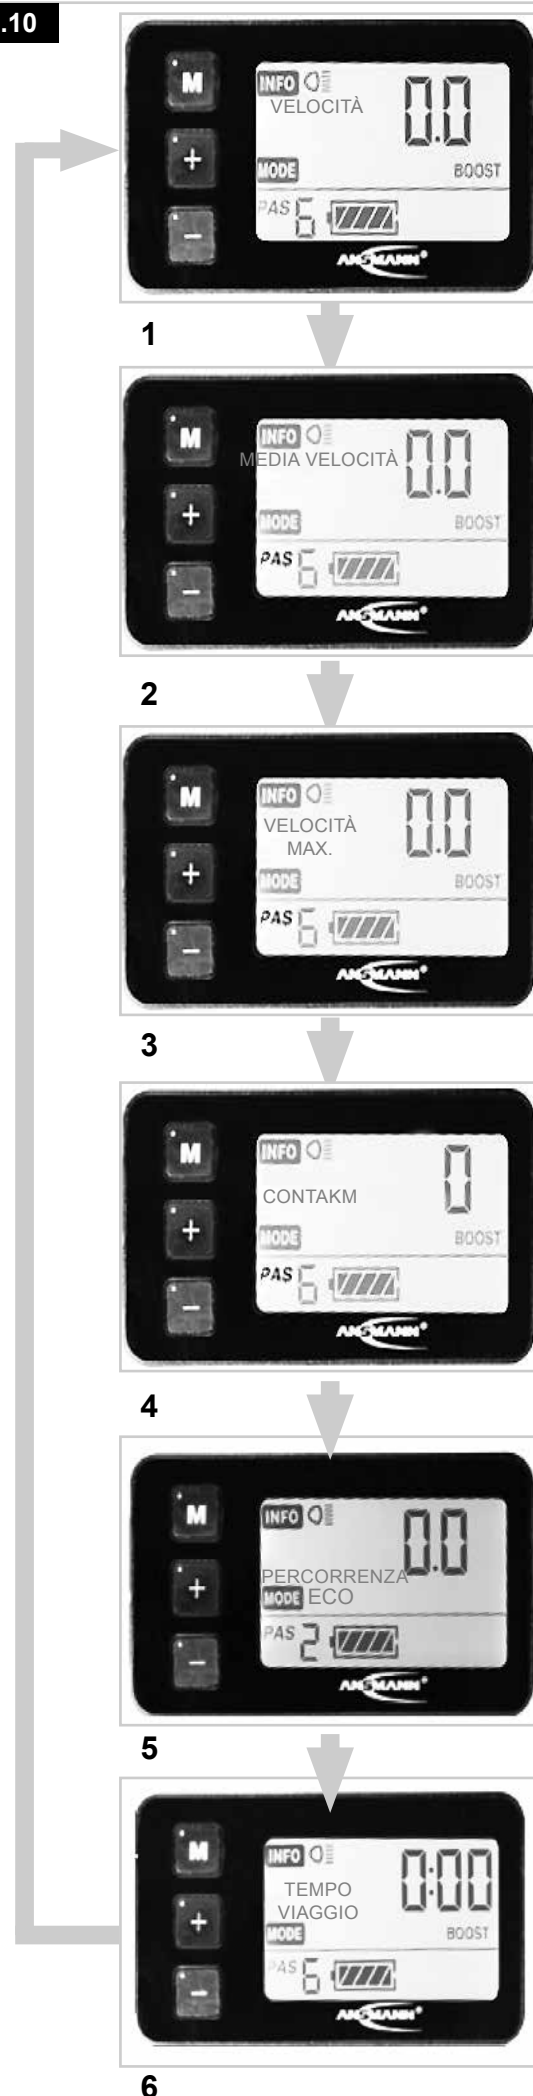 .10
M
INFO
VELOCITÀ
0.0
+
MODE
BOOST
PAS 6
-
ANSMANN®
1
M
INFO
MEDIA VELOCITÀ
0.0
+
MODE
BOOST
PAS 6
-
ANSMANN®
2
M
INFO
VELOCITÀ
MAX.
0.0
+
MODE
BOOST
PAS 6
-
ANSMANN®
3
M
INFO
CONTAKM
0
+
MODE
BOOST
PAS 6
-
ANSMANN®
4
M
INFO
0.0
PERCORRENZA
+
MODE ECO
PAS 2
-
ANSMANN®
5
M
INFO
TEMPO
VIAGGIO
0:00
+
MODE
BOOST
PAS 6
-
ANSMANN®
6